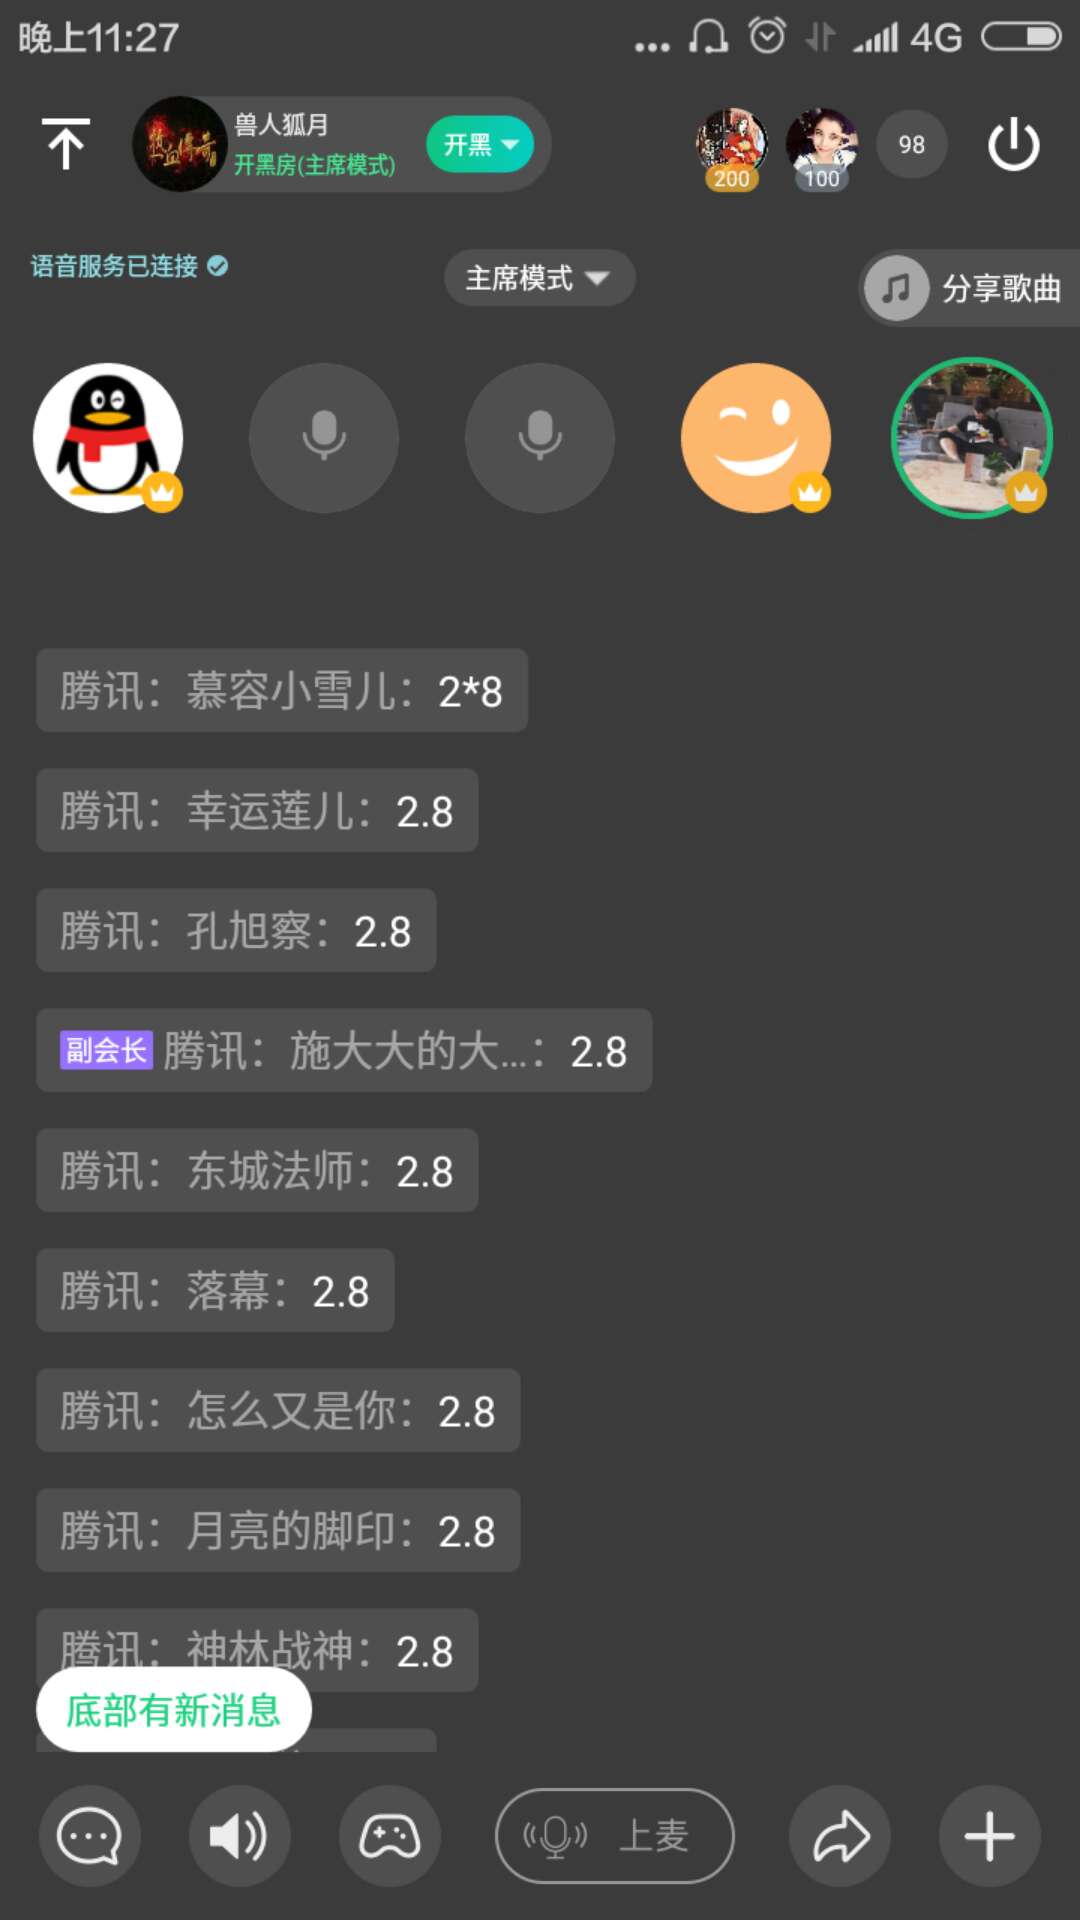 晚上11:27
4G
热血传奇
兽人狐月
开黑房(主席模式)
开黑
200
100
98
语音服务已连接
主席模式
分享歌曲
腾讯：慕容小雪儿：2*8
腾讯：幸运莲儿：2.8
腾讯：孔旭察：2.8
副会长 腾讯：施大大的大...：2.8
腾讯：东城法师：2.8
腾讯：落幕：2.8
腾讯：怎么又是你：2.8
腾讯：月亮的脚印：2.8
腾讯：神林战神：2.8
底部有新消息
上麦